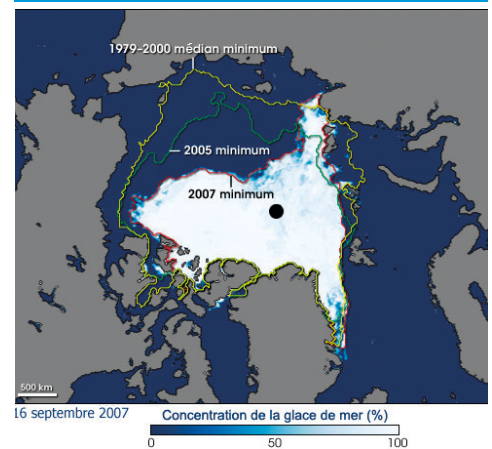 1979-2000 médian minimum
2005 minimum
2007 minimum
500 km
16 septembre 2007
Concentration de la glace de mer (%)
0 50 100